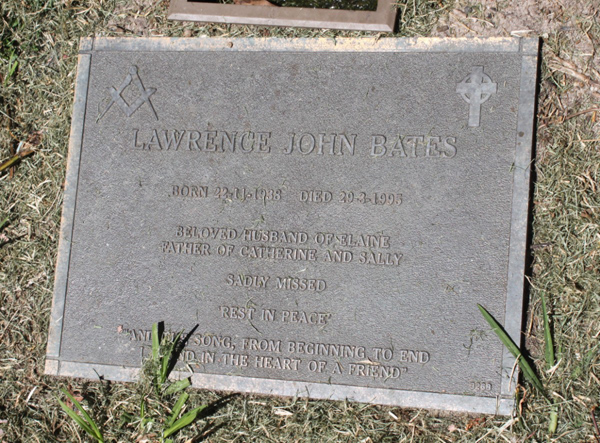 LAWRENCE JOHN BATES
BORN 22-11-1938 DIED 29-3-1995
BELOVED HUSBAND OF ELAINE
FATHER OF CATHERINE AND SALLY
SADLY MISSED
REST IN PEACE
SONG, FROM BEGINNING TO END
IN THE HEART OF A FRIEND"